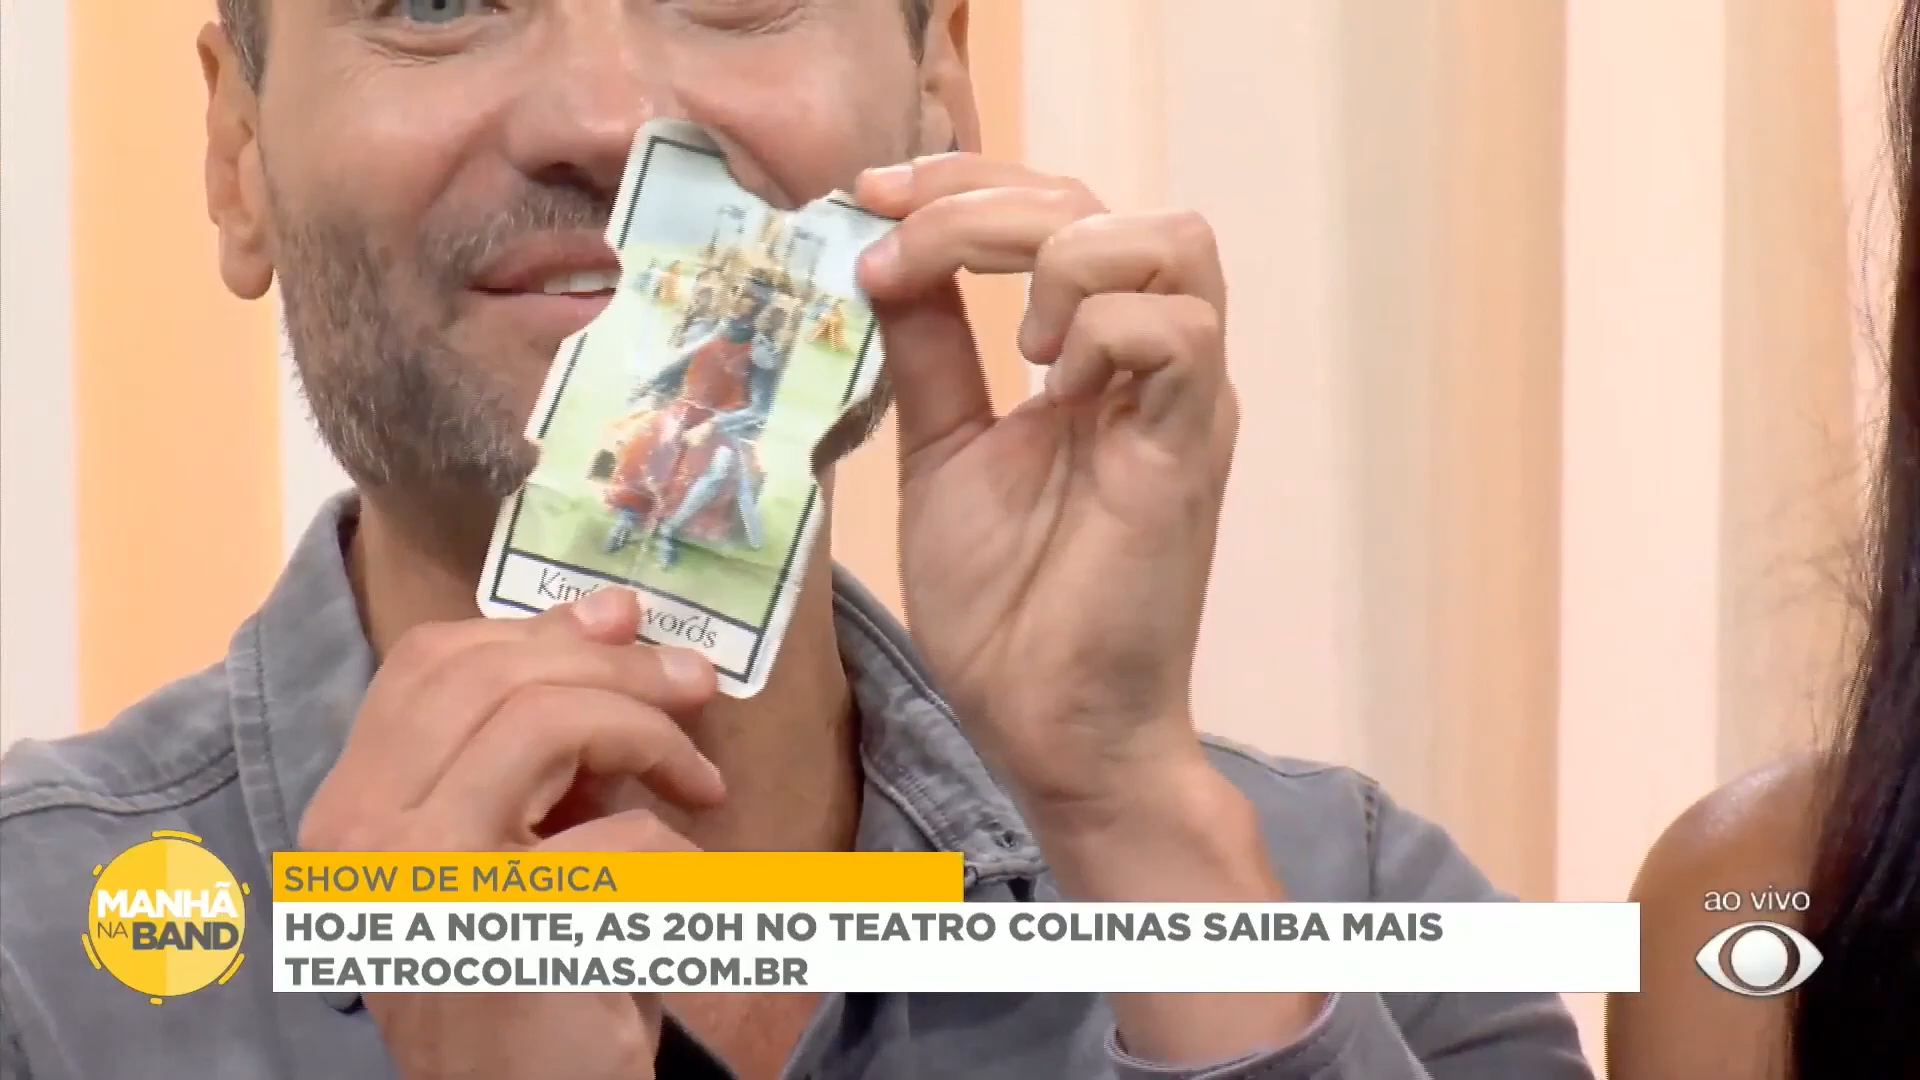 Kin words
SHOW DE MÃGICA
HOJE A NOITE, AS 20H NO TEATRO COLINAS SAIBA MAIS
TEATROCOLINAS.COM.BR
MANHÃ
NA BAND
ao vivo